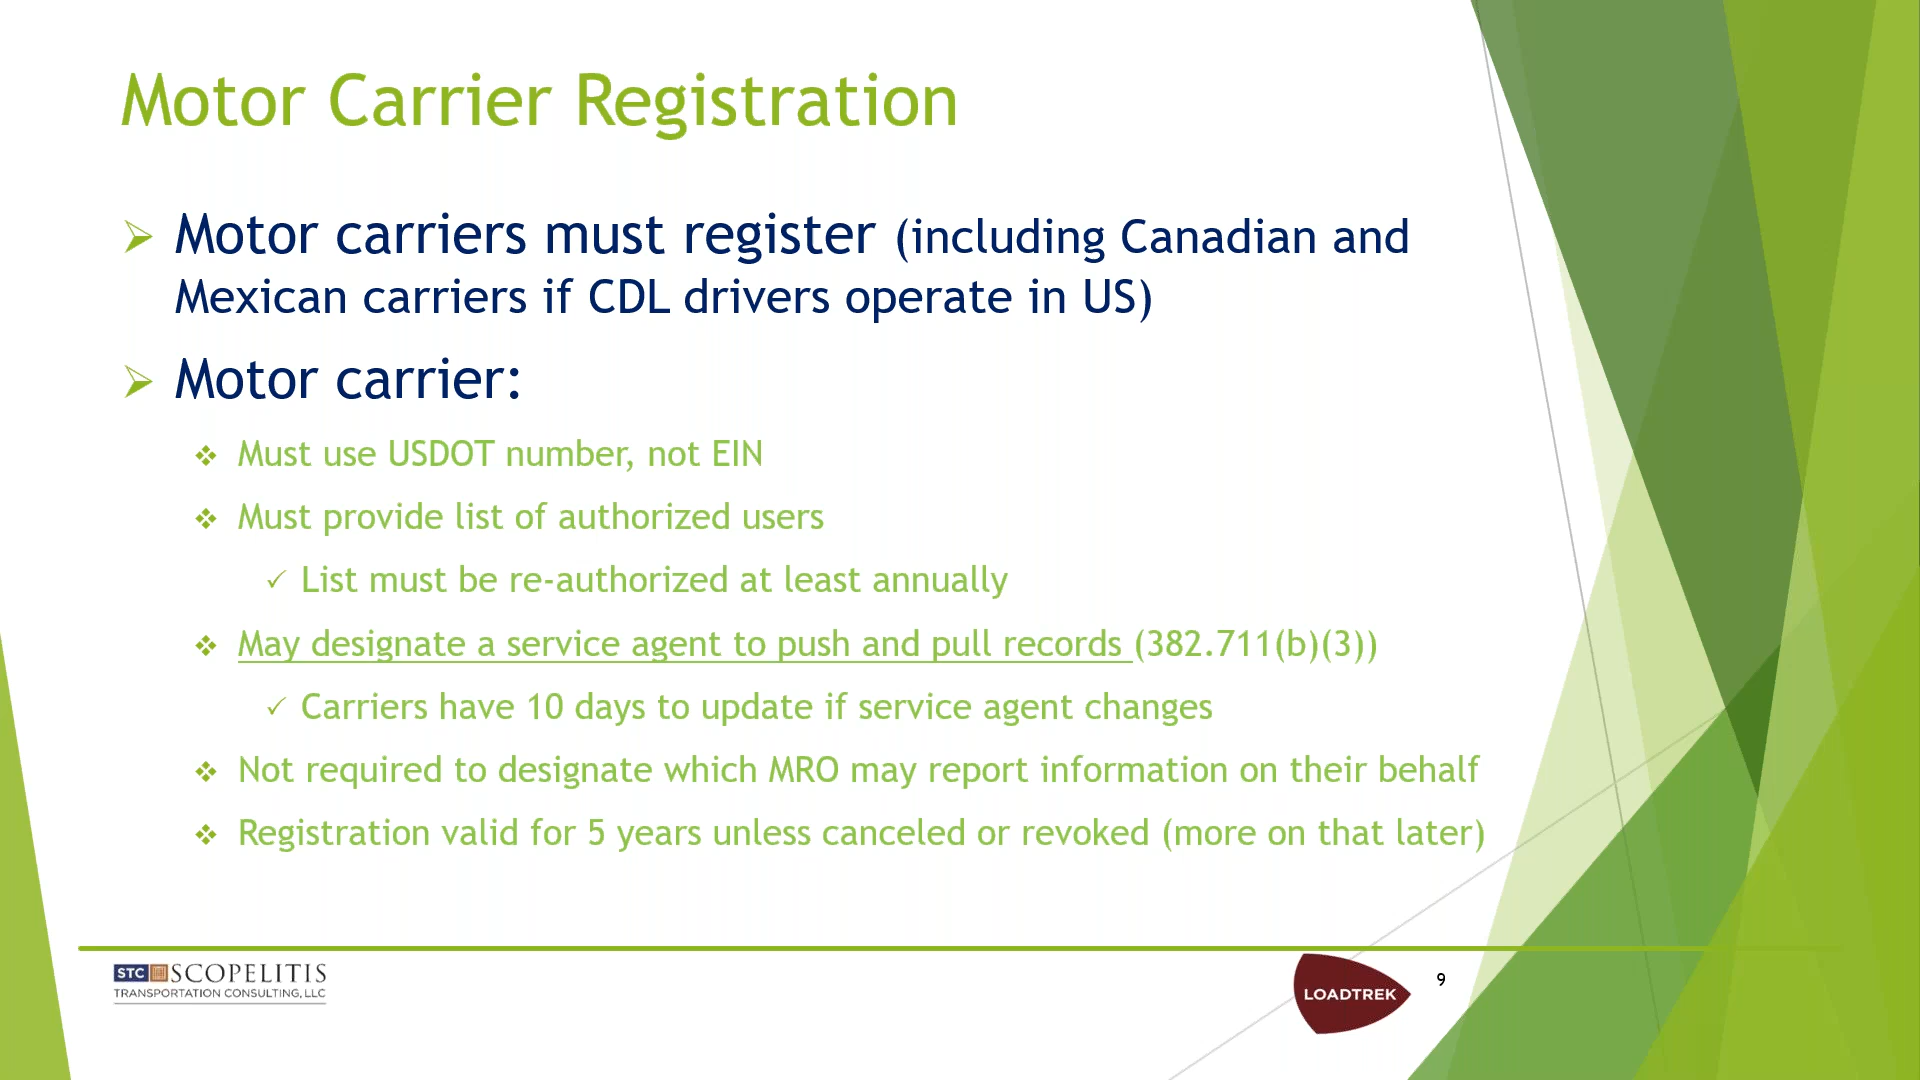 Motor Carrier Registration
Motor carriers must register (including Canadian and
Mexican carriers if CDL drivers operate in US)
Motor carrier:
Must use USDOT number, not EIN
Must provide list of authorized users
List must be re-authorized at least annually
May designate a service agent to push and pull records (382.711(b)(3))
Carriers have 10 days to update if service agent changes
Not required to designate which MRO may report information on their behalf
Registration valid for 5 years unless canceled or revoked (more on that later)
STC SCOPELITIS
TRANSPORTATION CONSULTING, LLC
LOADTREK
9